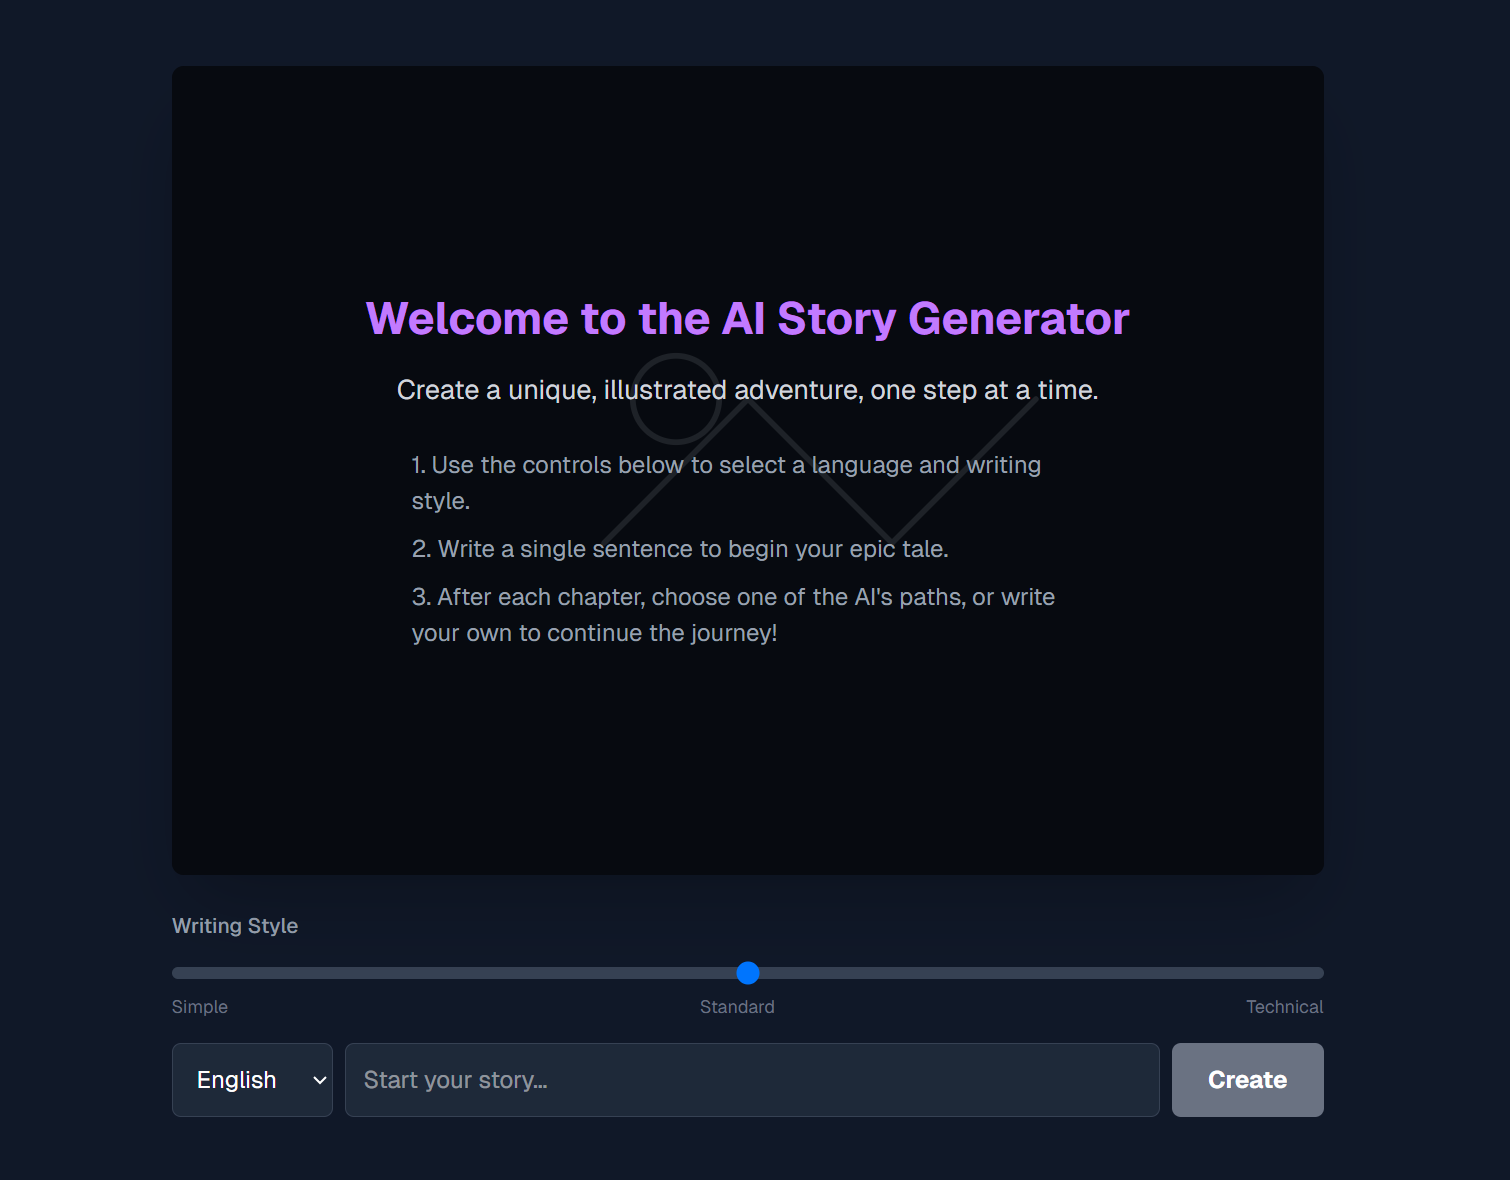 Welcome to the AI Story Generator
Create a unique, illustrated adventure, one step at a time.
1. Use the controls below to select a language and writing
style.
2. Write a single sentence to begin your epic tale.
3. After each chapter, choose one of the AI's paths, or write
your own to continue the journey!
Writing Style
Simple
Standard
Technical
English
Start your story...
Create